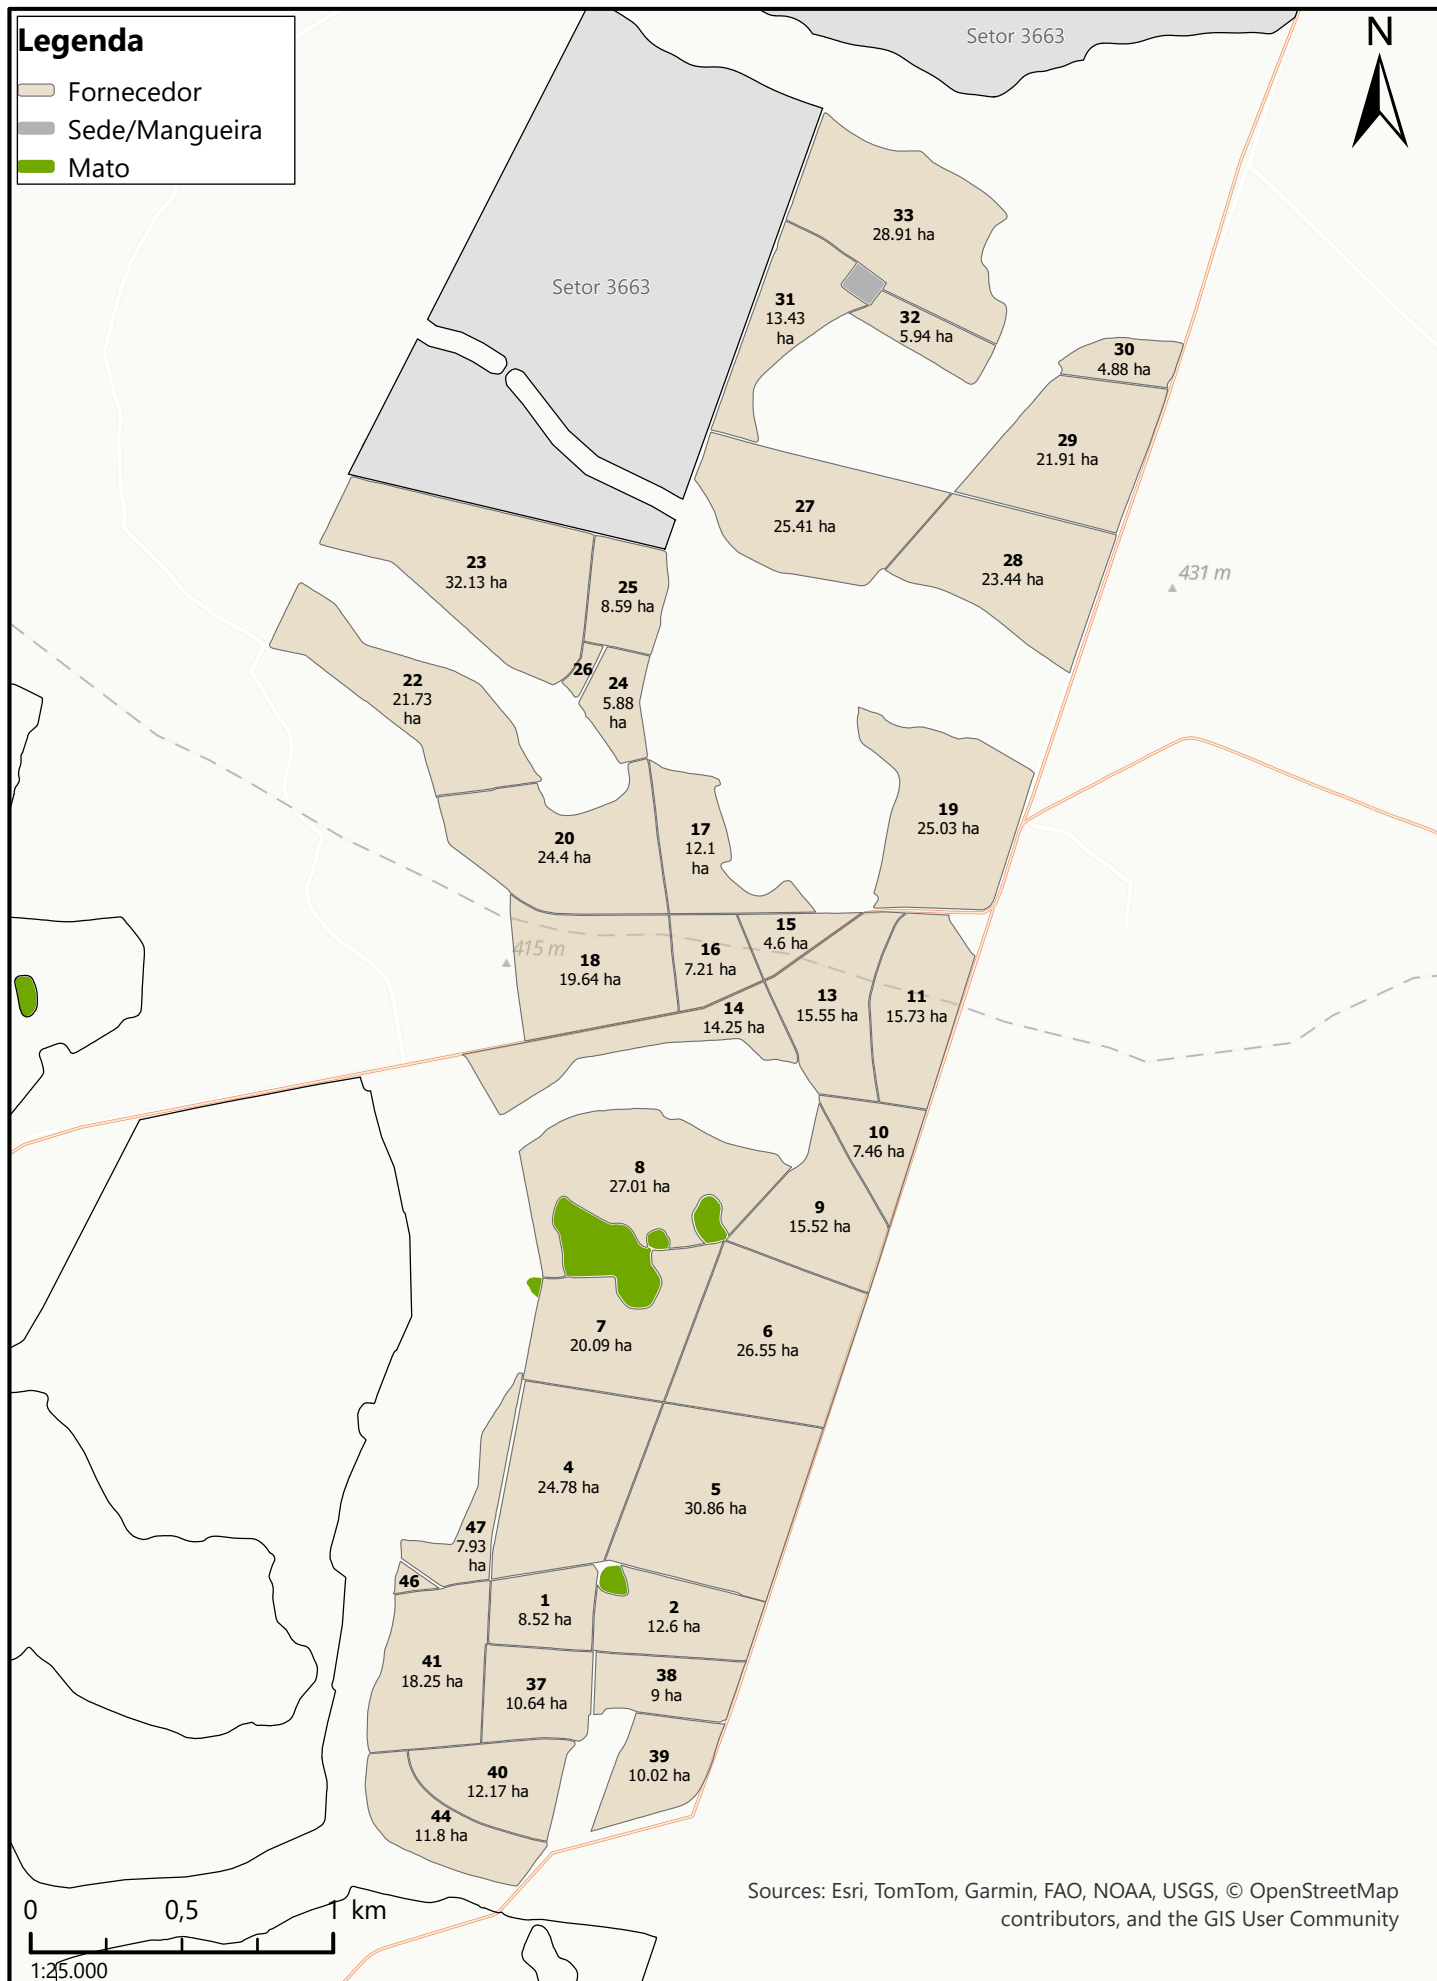 Legenda
Fornecedor
Sede/Mangueira
Mato
Setor 3663
N
Setor 3663
33
28.91 ha
31
13.43
ha
32
5.94 ha
30
4.88 ha
29
21.91 ha
27
25.41 ha
28
23.44 ha
431 m
23
32.13 ha
25
8.59 ha
26
24
5.88
ha
22
21.73
ha
19
25.03 ha
20
24.4 ha
17
12.1
ha
15
4.6 ha
16
7.21 ha
415 m
18
19.64 ha
13
15.55 ha
11
15.73 ha
14
14.25 ha
10
7.46 ha
8
27.01 ha
9
15.52 ha
7
20.09 ha
6
26.55 ha
4
24.78 ha
5
30.86 ha
47
7.93
ha
46
1
8.52 ha
2
12.6 ha
41
18.25 ha
37
10.64 ha
38
9 ha
39
10.02 ha
40
12.17 ha
44
11.8 ha
0 0,5 1 km
1:25.000
Sources: Esri, TomTom, Garmin, FAO, NOAA, USGS, © OpenStreetMap
contributors, and the GIS User Community